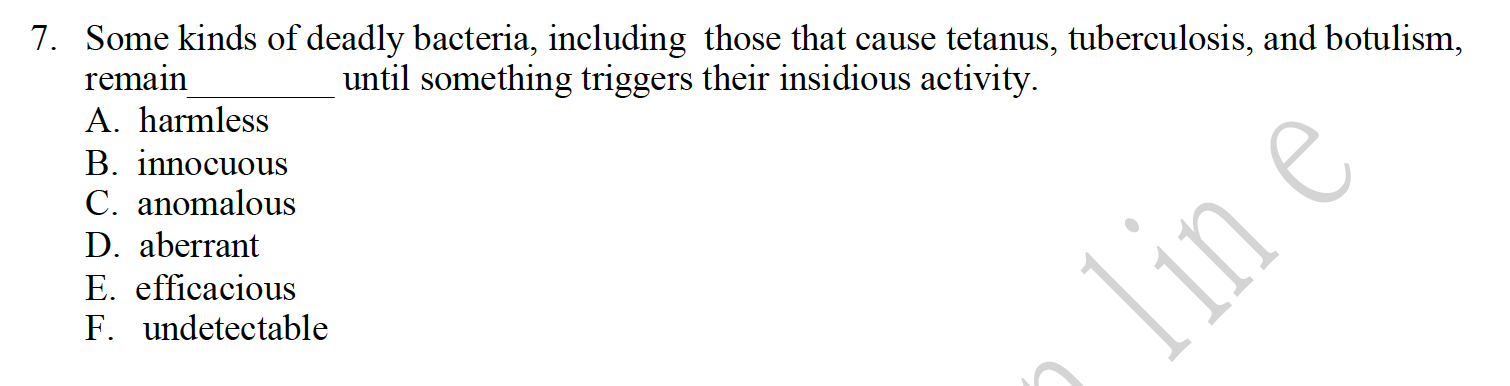 7. Some kinds of deadly bacteria, including those that cause tetanus, tuberculosis, and botulism,
remain________ until something triggers their insidious activity.
A. harmless
B. innocuous
C. anomalous
D. aberrant
E. efficacious
F. undetectable
line